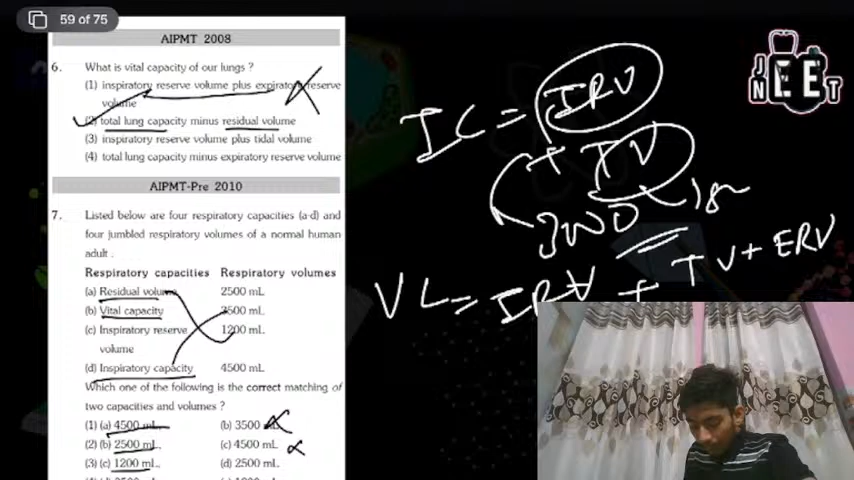 59 of 75
AIPMT 2008
6. What is vital capacity of our lungs ?
(1) inspiratory reserve volume plus expiratory reserve
volume
(2) total lung capacity minus residual volume
(3) inspiratory reserve volume plus tidal volume
(4) total lung capacity minus expiratory reserve volume
AIPMT-Pre 2010
7. Listed below are four respiratory capacities (a-d) and
four jumbled respiratory volumes of a normal human
adult .
Respiratory capacities Respiratory volumes
(a) Residual volume 2500 mL
(b) Vital capacity 3500 mL
(c) Inspiratory reserve 1200 mL
volume
(d) Inspiratory capacity 4500 mL
Which one of the following is the correct matching of
two capacities and volumes ?
(1) (a) 4500 mL (b) 3500 mL
(2) (b) 2500 mL (c) 4500 mL
(3) (c) 1200 mL (d) 2500 mL
IC = IRV
+ TV
VC = IRV + TV + ERV
J NEET